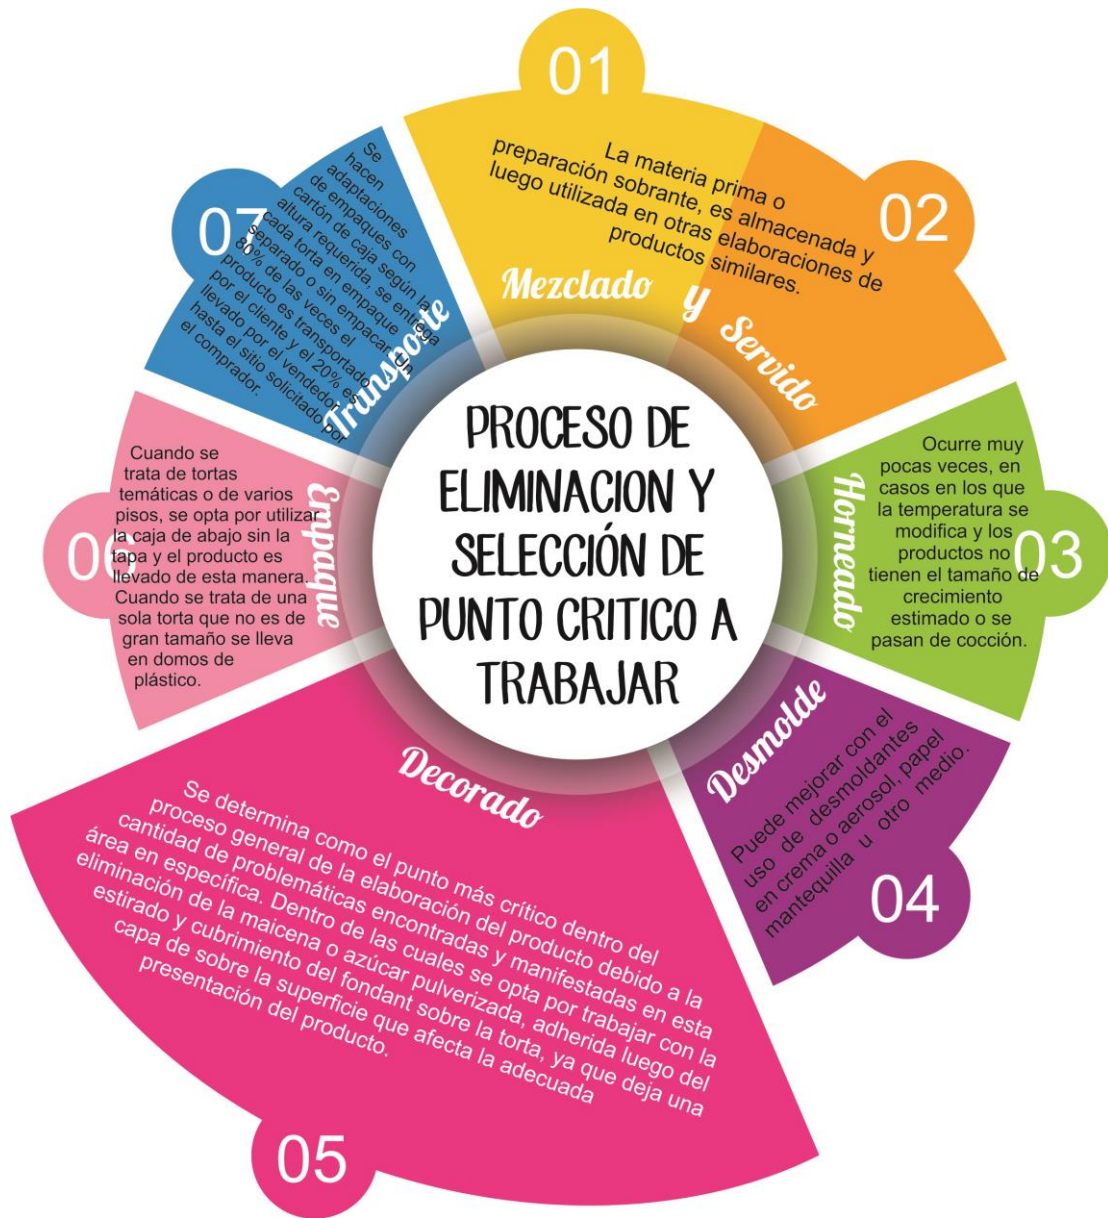 PROCESO DE
ELIMINACION Y
SELECCIÓN DE
PUNTO CRITICO A
TRABAJAR
01
02
La materia prima o
preparación sobrante, es almacenada y
luego utilizada en otras elaboraciones de
productos similares.
Mezclado y Servido
03
Horneado
Ocurre muy
pocas veces, en
casos en los que
la temperatura se
modifica y los
productos no
tienen el tamaño de
crecimiento
estimado o se
pasan de cocción.
04
Desmolde
Puede mejorar con el
uso de desmoldantes
en crema o aerosol, papel
mantequilla u otro medio.
05
Decorado
Se determina como el punto más crítico dentro del
proceso general de la elaboración del producto debido a la
cantidad de problemáticas encontradas y manifestadas en esta
área en específica. Dentro de las cuales se opta por trabajar con la
eliminación de la maicena o azúcar pulverizada, adherida luego del
estirado y cubrimiento del fondant sobre la torta, ya que deja una
capa de sobre la superficie que afecta la adecuada
presentación del producto.
06
Empaque
Cuando se
trata de tortas
temáticas o de varios
pisos, se opta por utilizar
la caja de abajo sin la
tapa y el producto es
llevado de esta manera.
Cuando se trata de una
sola torta que no es de
gran tamaño se lleva
en domos de
plástico.
07
Transposte
Se
hacen
adaptaciones
de empaques con
cartón de caja según la
altura requerida, se entrega
cada torta en empaque
separado o sin empacar. Un
80% de las veces el
producto es transportado
por el cliente y el 20% es
llevado por el vendedor
hasta el sitio solicitado por
el comprador.